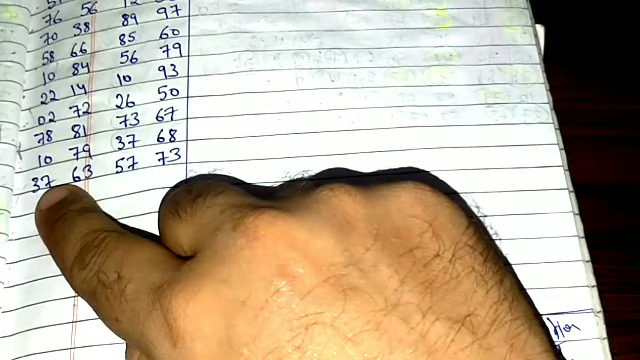 76 56 12
70 38 89 97
58 66 85 60
10 84 56 79
22 14 10 93
02 72 26 50
78 81 73 67
10 79 37 68
37 63 57 73